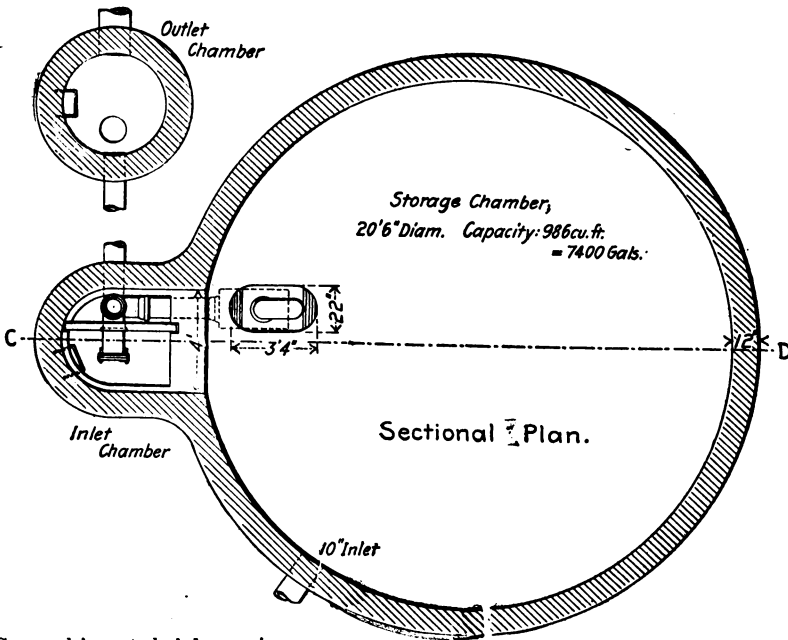 Outlet
Chamber
Storage Chamber,
20'6" Diam. Capacity: 986 cu. ft.
= 7400 Gals.
22"
3'4"
C
12"
D
Sectional Plan.
Inlet
Chamber
10" Inlet